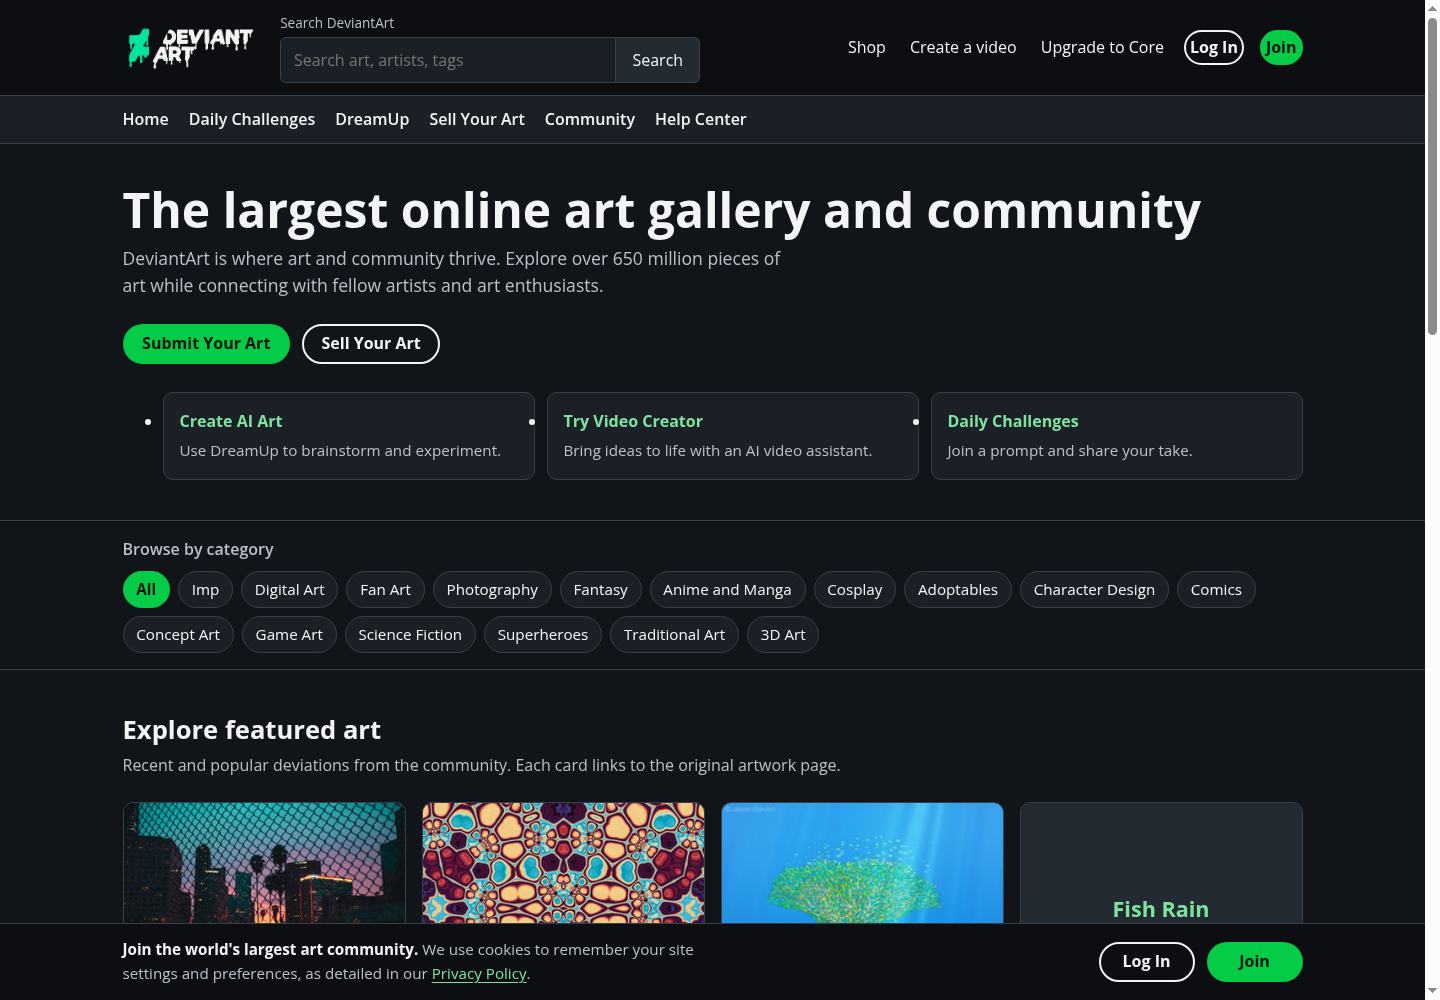 DEVIANT
ART
Search DeviantArt
Search art, artists, tags
Search
Shop
Create a video
Upgrade to Core
Log In
Join
Home
Daily Challenges
DreamUp
Sell Your Art
Community
Help Center
The largest online art gallery and community
DeviantArt is where art and community thrive. Explore over 650 million pieces of
art while connecting with fellow artists and art enthusiasts.
Submit Your Art
Sell Your Art
Create AI Art
Use DreamUp to brainstorm and experiment.
Try Video Creator
Bring ideas to life with an AI video assistant.
Daily Challenges
Join a prompt and share your take.
Browse by category
All
Imp
Digital Art
Fan Art
Photography
Fantasy
Anime and Manga
Cosplay
Adoptables
Character Design
Comics
Concept Art
Game Art
Science Fiction
Superheroes
Traditional Art
3D Art
Explore featured art
Recent and popular deviations from the community. Each card links to the original artwork page.
Fish Rain
Join the world's largest art community. We use cookies to remember your site
settings and preferences, as detailed in our Privacy Policy.
Log In
Join